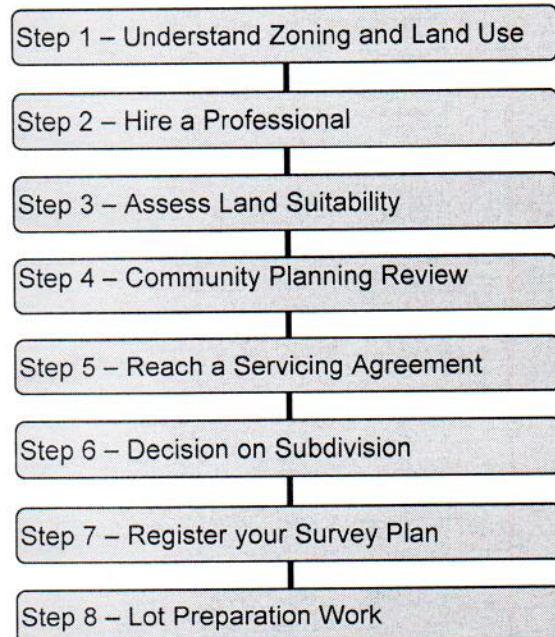 Step 1 – Understand Zoning and Land Use
Step 2 – Hire a Professional
Step 3 – Assess Land Suitability
Step 4 – Community Planning Review
Step 5 – Reach a Servicing Agreement
Step 6 – Decision on Subdivision
Step 7 – Register your Survey Plan
Step 8 – Lot Preparation Work